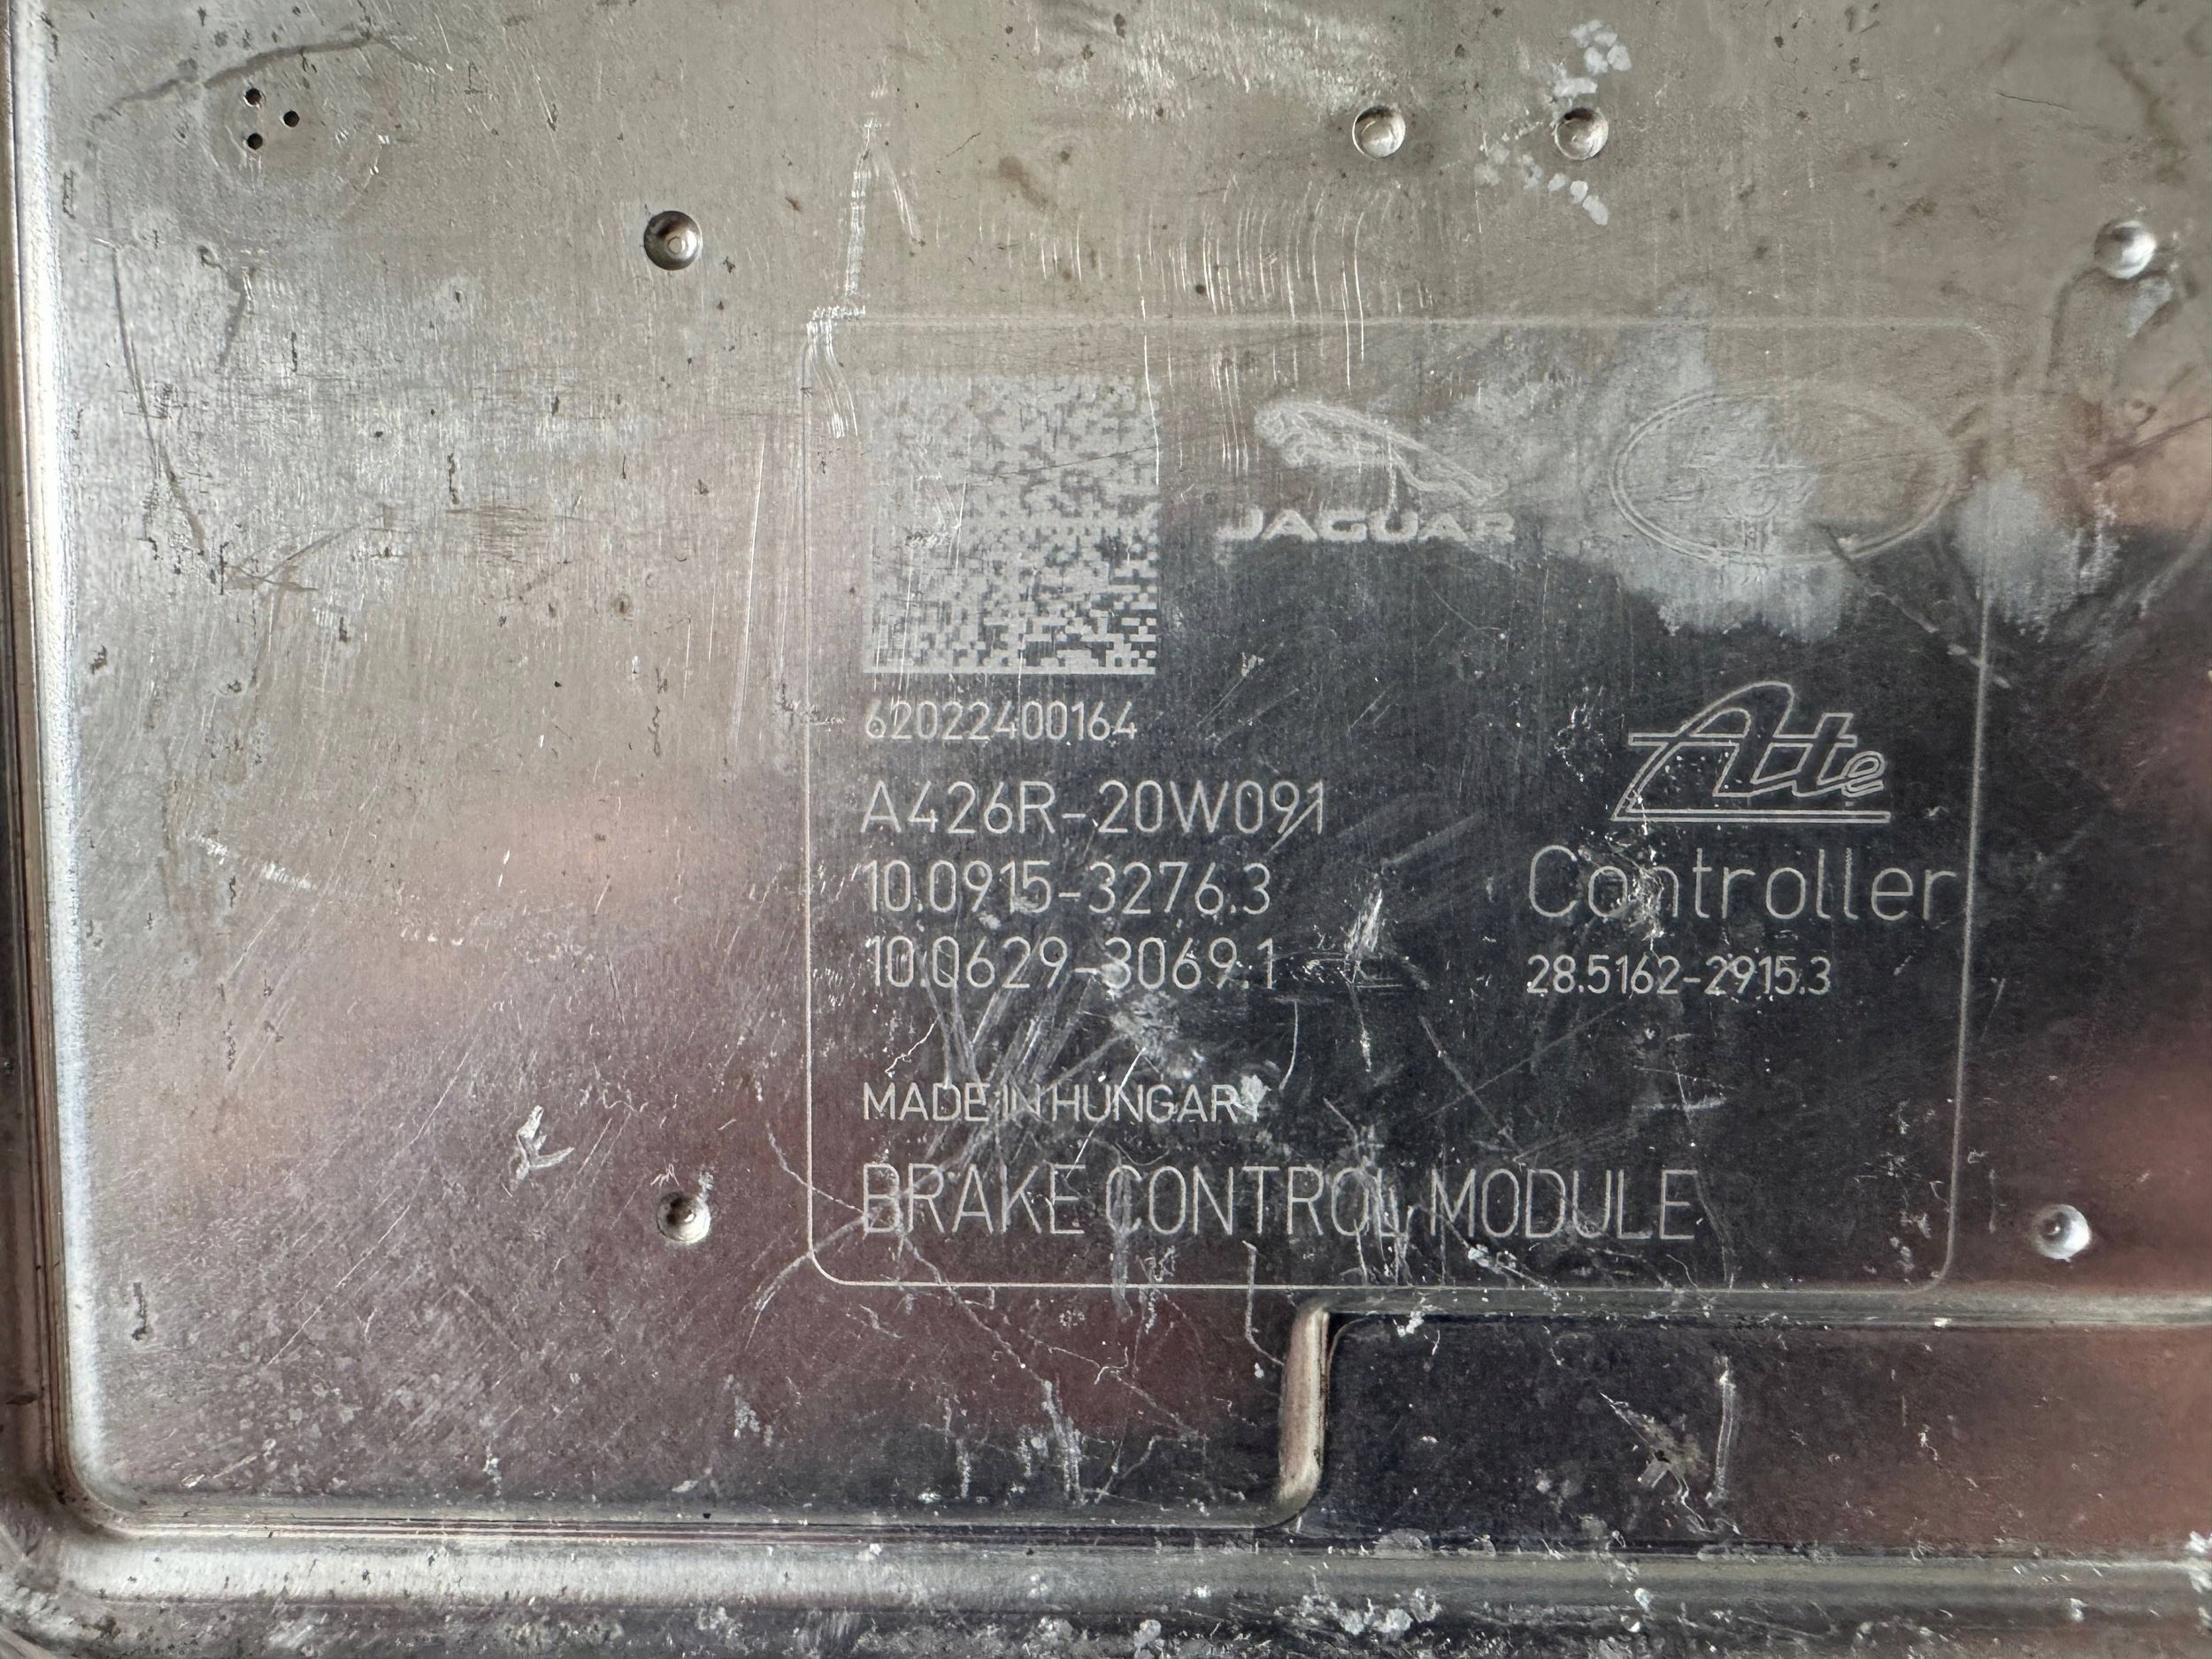 JAGUAR
62022400164
A426R-20W091
10.0915-3276.3
10.0629-3069.1
Ate
Controller
28.5162-2915.3
MADE IN HUNGARY
BRAKE CONTROL MODULE